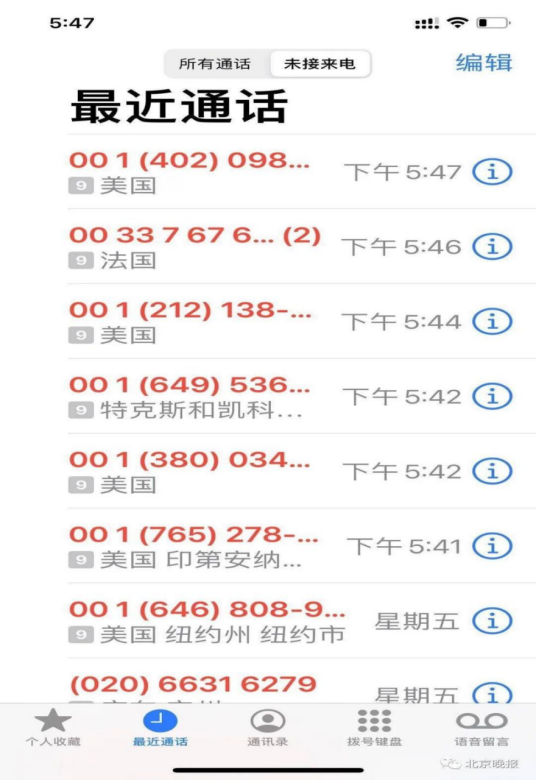 5:47
所有通话 未接来电 编辑
最近通话
00 1 (402) 098...
下午 5:47
9 美国
00 33 7 67 6... (2)
下午 5:46
9 法国
00 1 (212) 138-...
下午 5:44
9 美国
00 1 (649) 536...
下午 5:42
9 特克斯和凯科...
00 1 (380) 034...
下午 5:42
9 美国
00 1 (765) 278-...
下午 5:41
9 美国 印第安纳...
00 1 (646) 808-9...
星期五
9 美国 纽约州 纽约市
(020) 6631 6279
星期五
个人收藏 最近通话 通讯录 拨号键盘 语音留言
北京晚报